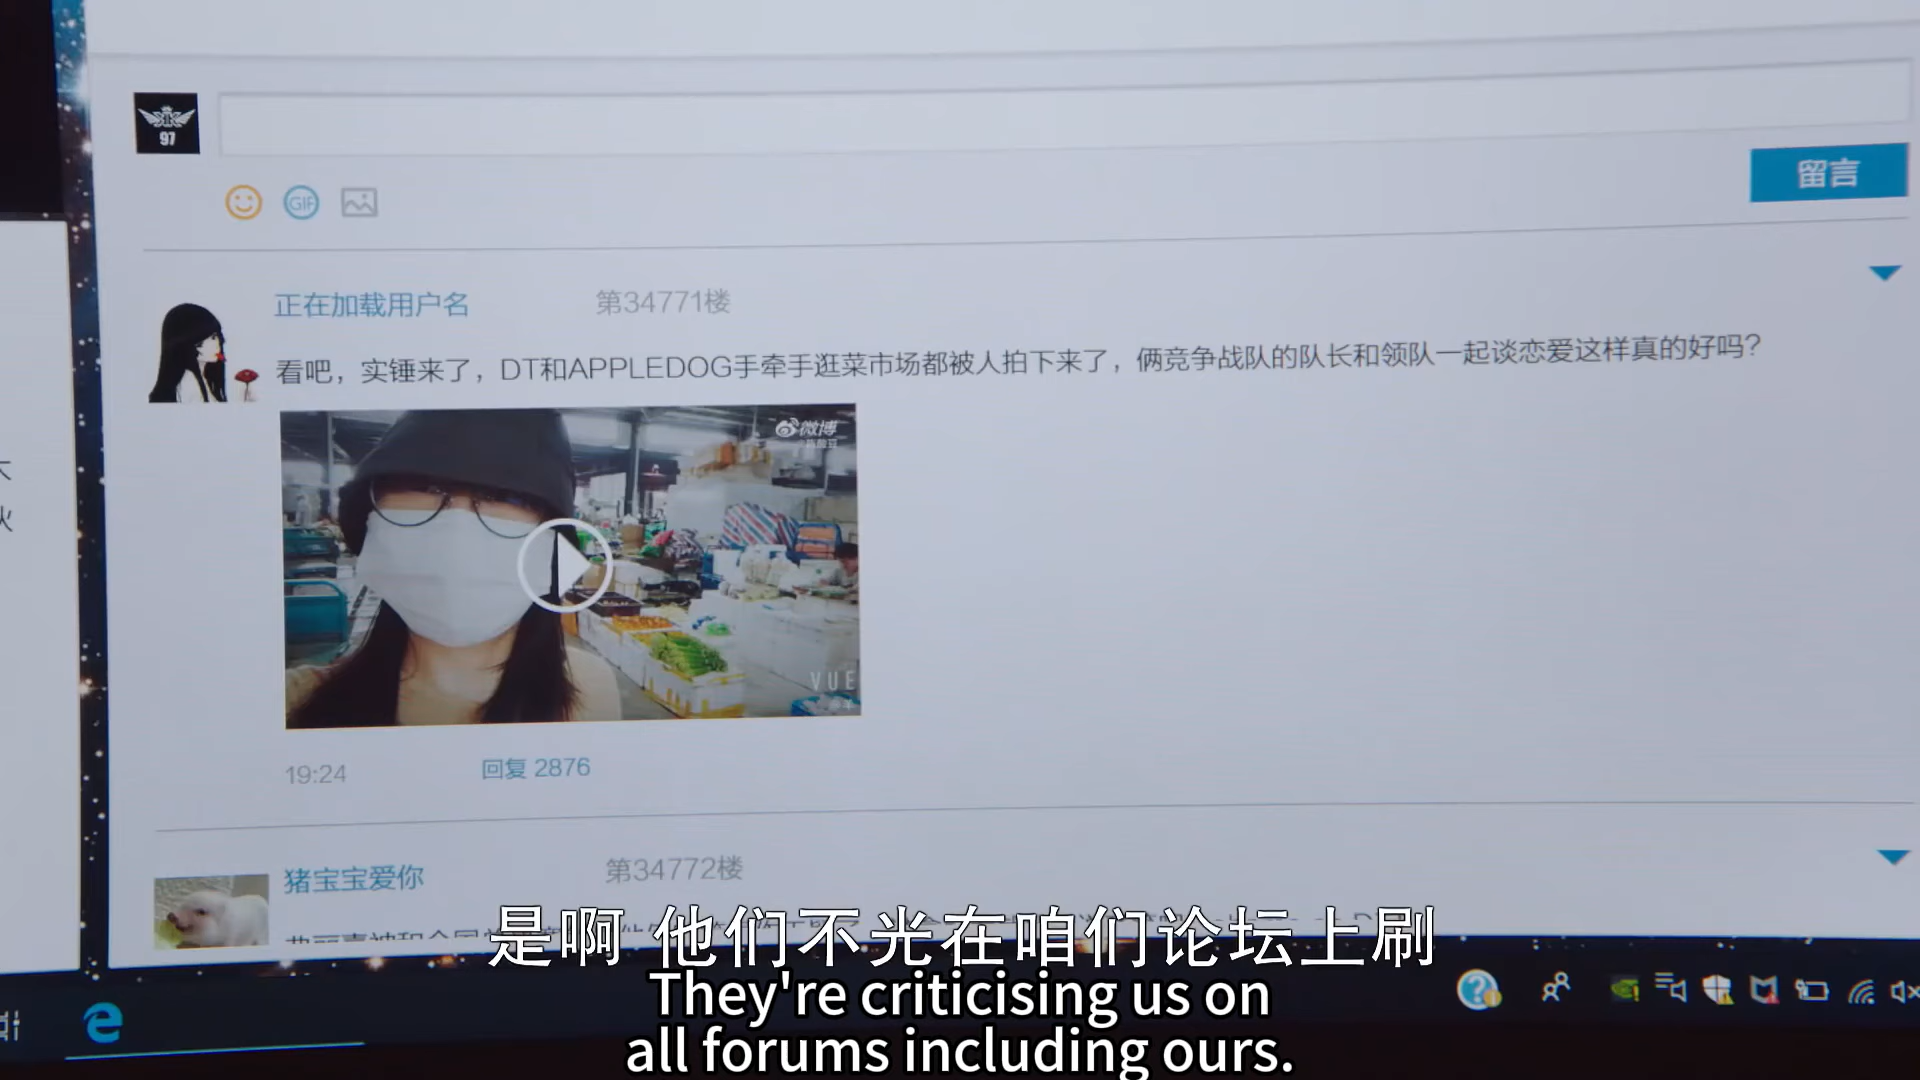 97
GIF
留言
正在加载用户名
第34771楼
看吧，实锤来了，DT和APPLEDOG手牵手逛菜市场都被人拍下来了，俩竞争战队的队长和领队一起谈恋爱这样真的好吗？
微博
VUE
19:24
回复 2876
猪宝宝爱你
第34772楼
是啊 他们不光在咱们论坛上刷
They're criticising us on
all forums including ours.